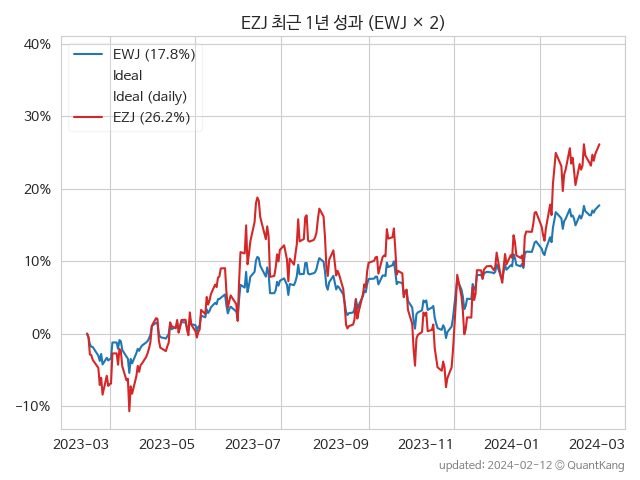 EZJ 최근 1년 성과 (EWJ × 2)
40%
30%
20%
10%
0%
−10%
EWJ (17.8%)
Ideal
Ideal (daily)
EZJ (26.2%)
2023-03
2023-05
2023-07
2023-09
2023-11
2024-01
2024-03
updated: 2024-02-12 © QuantKang